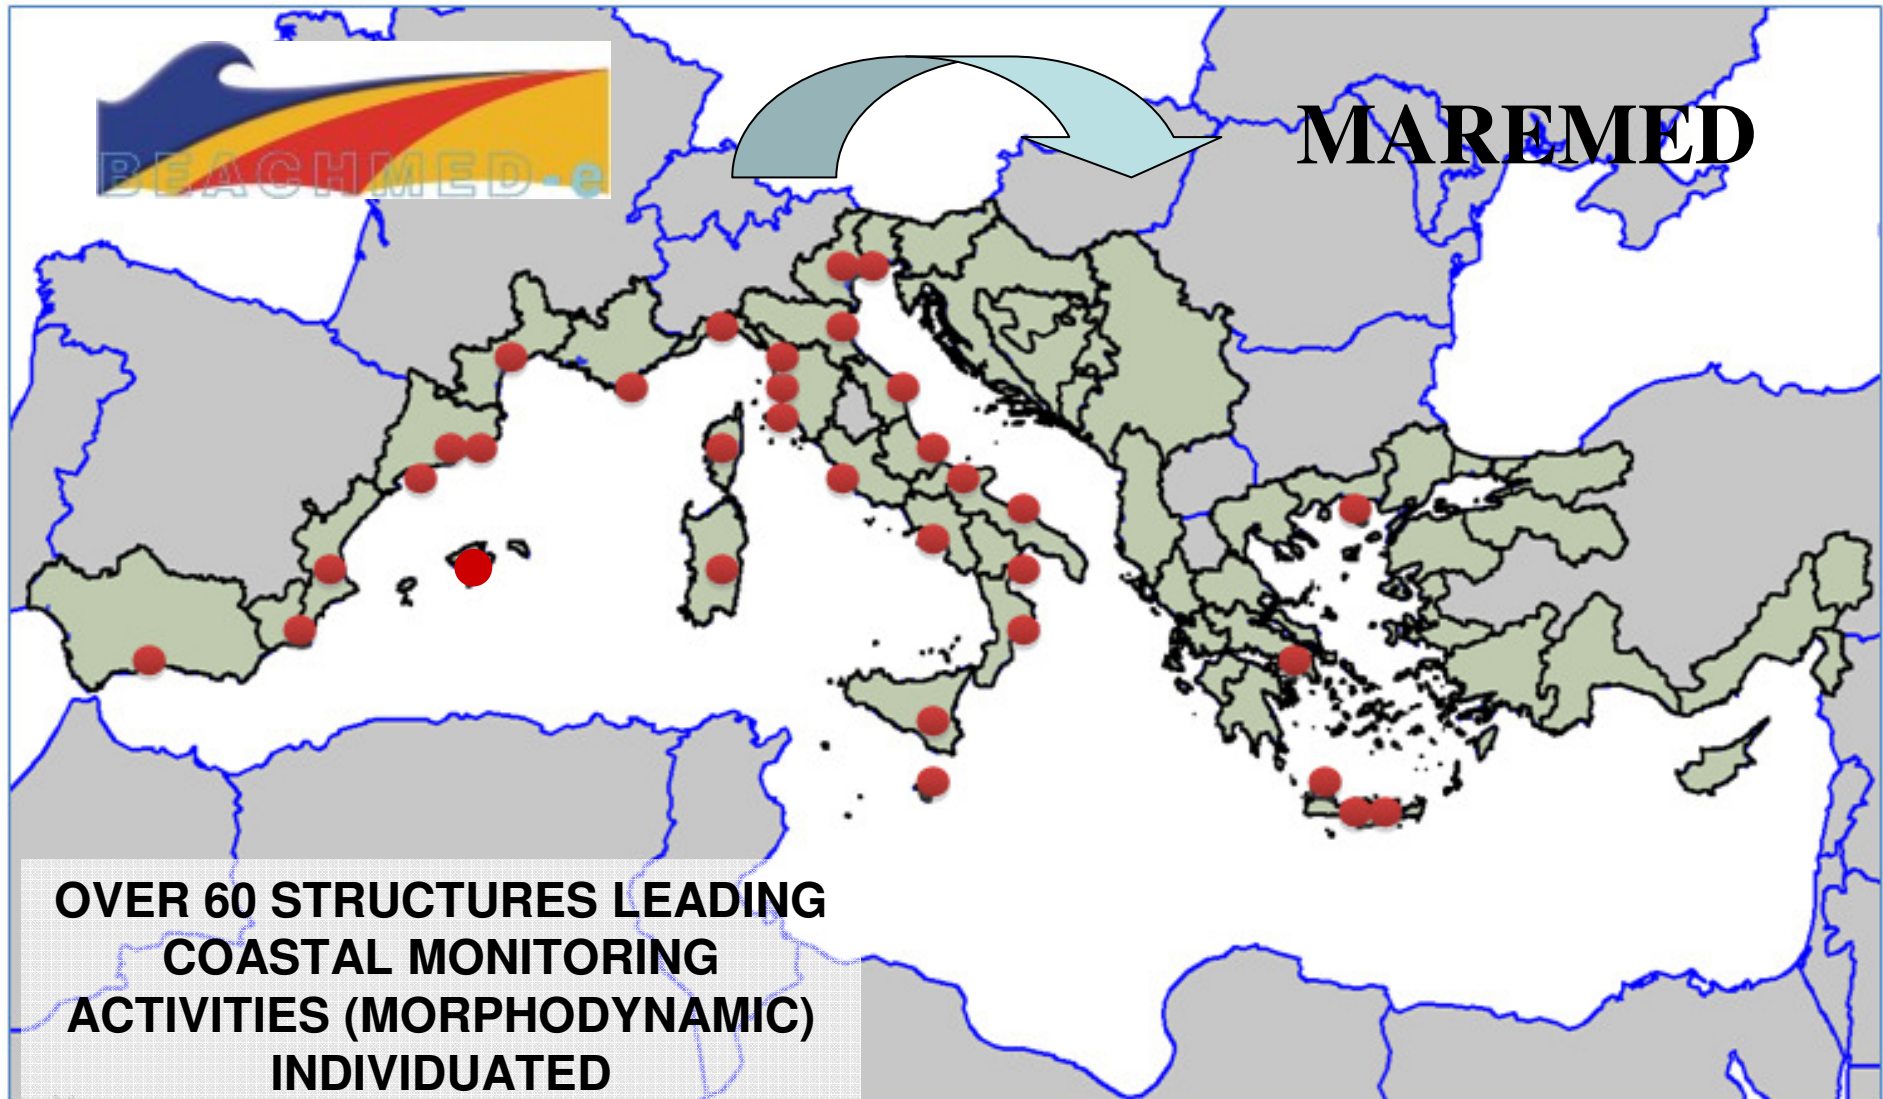 BEACHMED-e
MAREMED
OVER 60 STRUCTURES LEADING
COASTAL MONITORING
ACTIVITIES (MORPHODYNAMIC)
INDIVIDUATED